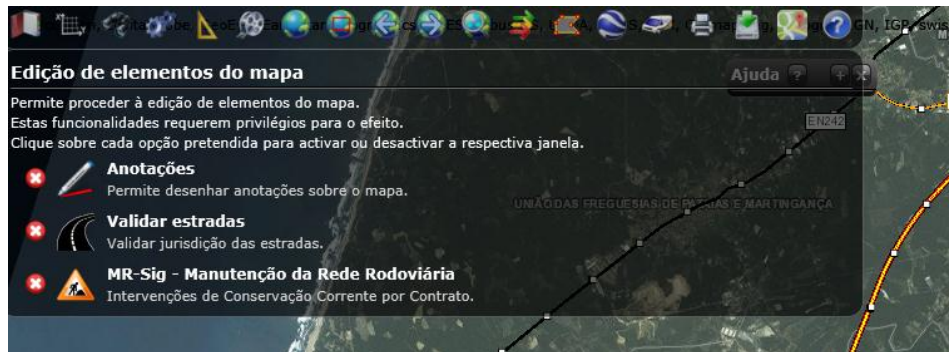 Edição de elementos do mapa
Ajuda ? + x
Permite proceder à edição de elementos do mapa.
Estas funcionalidades requerem privilégios para o efeito.
Clique sobre cada opção pretendida para activar ou desactivar a respectiva janela.
EN242
Anotações
Permite desenhar anotações sobre o mapa.
UNIÃO DAS FREGUESIAS DE PATAIAS E MARTINGANÇA
Validar estradas
Validar jurisdição das estradas.
MR-Sig - Manutenção da Rede Rodoviária
Intervenções de Conservação Corrente por Contrato.